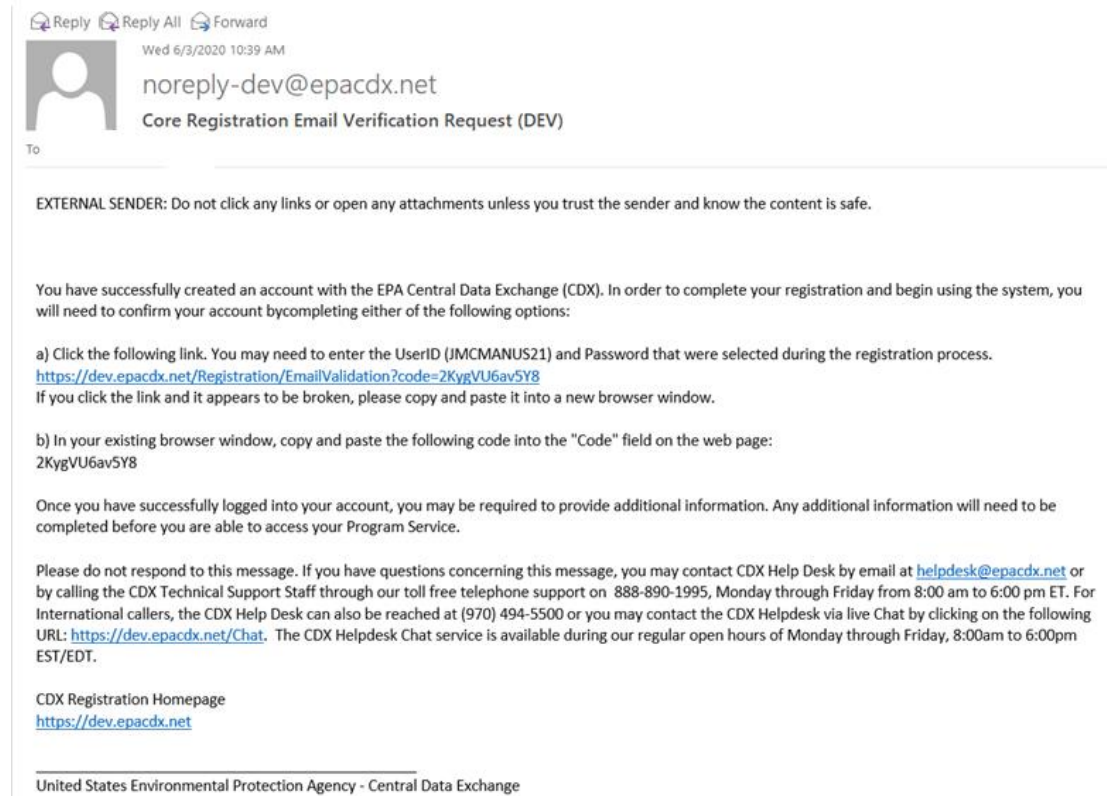 Reply Reply All Forward
Wed 6/3/2020 10:39 AM
noreply-dev@epacdx.net
Core Registration Email Verification Request (DEV)
To
EXTERNAL SENDER: Do not click any links or open any attachments unless you trust the sender and know the content is safe.
You have successfully created an account with the EPA Central Data Exchange (CDX). In order to complete your registration and begin using the system, you
will need to confirm your account bycompleting either of the following options:
a) Click the following link. You may need to enter the UserID (JMCMANUS21) and Password that were selected during the registration process.
https://dev.epacdx.net/Registration/EmailValidation?code=2KygVU6av5Y8
If you click the link and it appears to be broken, please copy and paste it into a new browser window.
b) In your existing browser window, copy and paste the following code into the "Code" field on the web page:
2KygVU6av5Y8
Once you have successfully logged into your account, you may be required to provide additional information. Any additional information will need to be
completed before you are able to access your Program Service.
Please do not respond to this message. If you have questions concerning this message, you may contact CDX Help Desk by email at helpdesk@epacdx.net or
by calling the CDX Technical Support Staff through our toll free telephone support on 888-890-1995, Monday through Friday from 8:00 am to 6:00 pm ET. For
International callers, the CDX Help Desk can also be reached at (970) 494-5500 or you may contact the CDX Helpdesk via live Chat by clicking on the following
URL: https://dev.epacdx.net/Chat. The CDX Helpdesk Chat service is available during our regular open hours of Monday through Friday, 8:00am to 6:00pm
EST/EDT.
CDX Registration Homepage
https://dev.epacdx.net
United States Environmental Protection Agency - Central Data Exchange